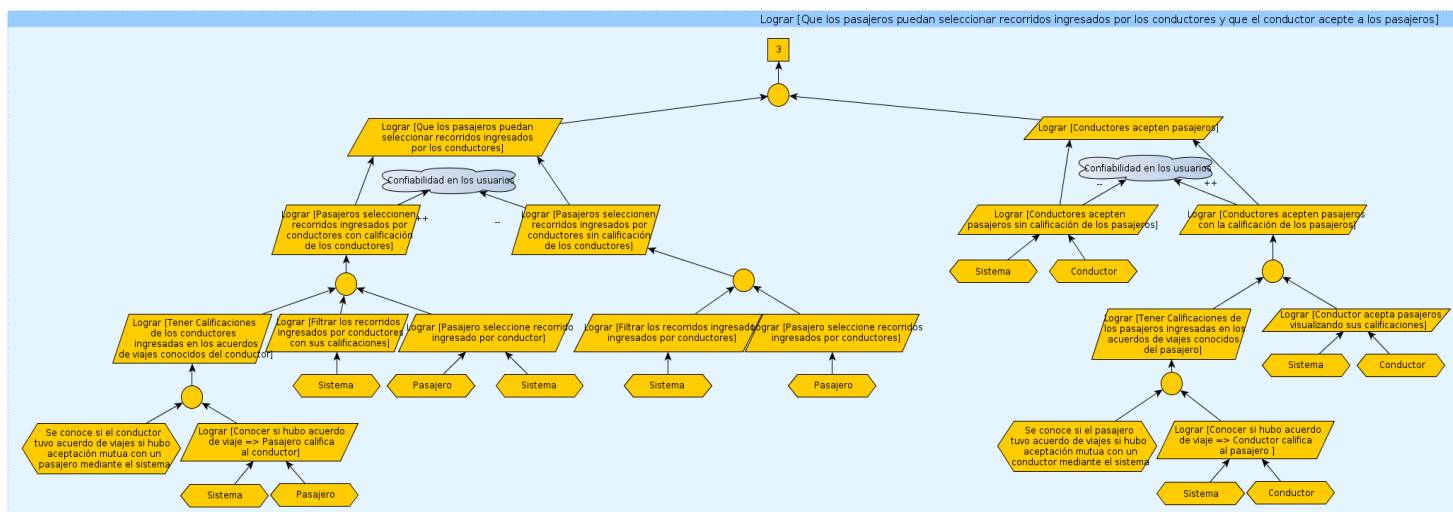 Lograr [Que los pasajeros puedan seleccionar recorridos ingresados por los conductores y que el conductor acepte a los pasajeros]
3
Lograr [Que los pasajeros puedan
seleccionar recorridos ingresados
por los conductores]
Lograr [Conductores acepten pasajeros]
Confiabilidad en los usuarios
Confiabilidad en los usuarios
++
--
--
++
Lograr [Pasajeros seleccionen
recorridos ingresados por
conductores con calificación
de los conductores]
Lograr [Pasajeros seleccionen
recorridos ingresados por
conductores sin calificación
de los conductores]
Lograr [Conductores acepten
pasajeros sin calificación de los pasajeros]
Lograr [Conductores acepten pasajeros
con la calificación de los pasajeros]
Sistema
Conductor
Lograr [Tener Calificaciones
de los conductores
ingresadas en los acuerdos
de viajes conocidos del conductor]
Lograr [Filtrar los recorridos
ingresados por conductores
con sus calificaciones]
Lograr [Pasajero seleccione recorrido
ingresado por conductor]
Lograr [Filtrar los recorridos ingresados
ingresados por conductores]
Lograr [Pasajero seleccione recorridos
ingresados por conductores]
Lograr [Tener Calificaciones de
los pasajeros ingresadas en los
acuerdos de viajes conocidos
del pasajero]
Lograr [Conductor acepta pasajeros
visualizando sus calificaciones]
Sistema
Pasajero
Sistema
Sistema
Pasajero
Sistema
Conductor
Se conoce si el conductor
tuvo acuerdo de viajes si hubo
aceptación mutua con un
pasajero mediante el sistema
Lograr [Conocer si hubo acuerdo
de viaje => Pasajero califica
al conductor]
Se conoce si el pasajero
tuvo acuerdo de viajes si hubo
aceptación mutua con un
conductor mediante el sistema
Lograr [Conocer si hubo acuerdo
de viaje => Conductor califica
al pasajero ]
Sistema
Pasajero
Sistema
Conductor